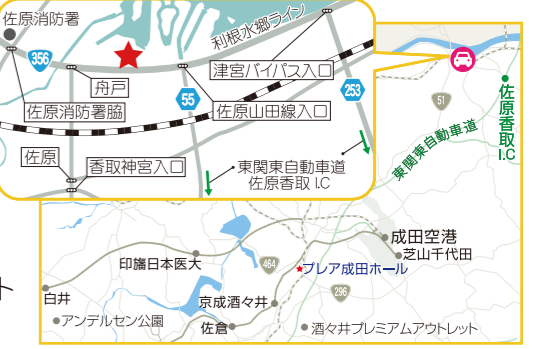 佐原消防署
利根水郷ライン
356
舟戸
津宮バイパス入口
佐原消防署脇
55
佐原山田線入口
253
佐原
香取神宮入口
東関東自動車道
佐原香取 I.C
51
佐原香取I.C
東関東自動車道
成田空港
芝山千代田
印旛日本医大
464
プレア成田ホール
296
白井
京成酒々井
アンデルセン公園
佐倉
酒々井プレミアムアウトレット